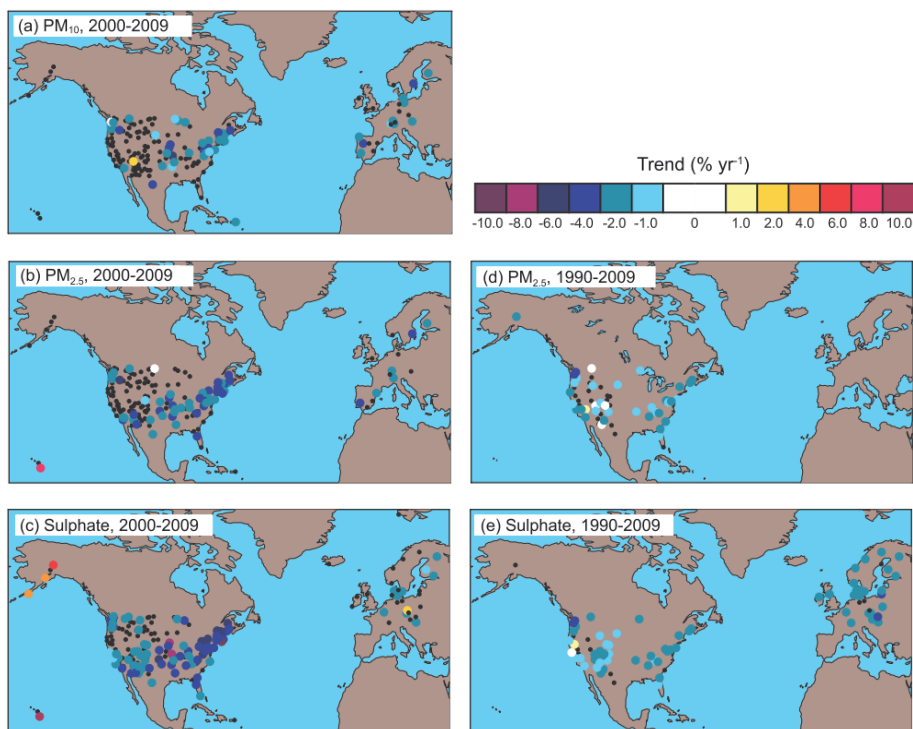 (a) PM₁₀, 2000-2009
Trend (% yr⁻¹)
-10.0 -8.0 -6.0 -4.0 -2.0 -1.0 0 1.0 2.0 4.0 6.0 8.0 10.0
(b) PM₂.₅, 2000-2009
(d) PM₂.₅, 1990-2009
(c) Sulphate, 2000-2009
(e) Sulphate, 1990-2009